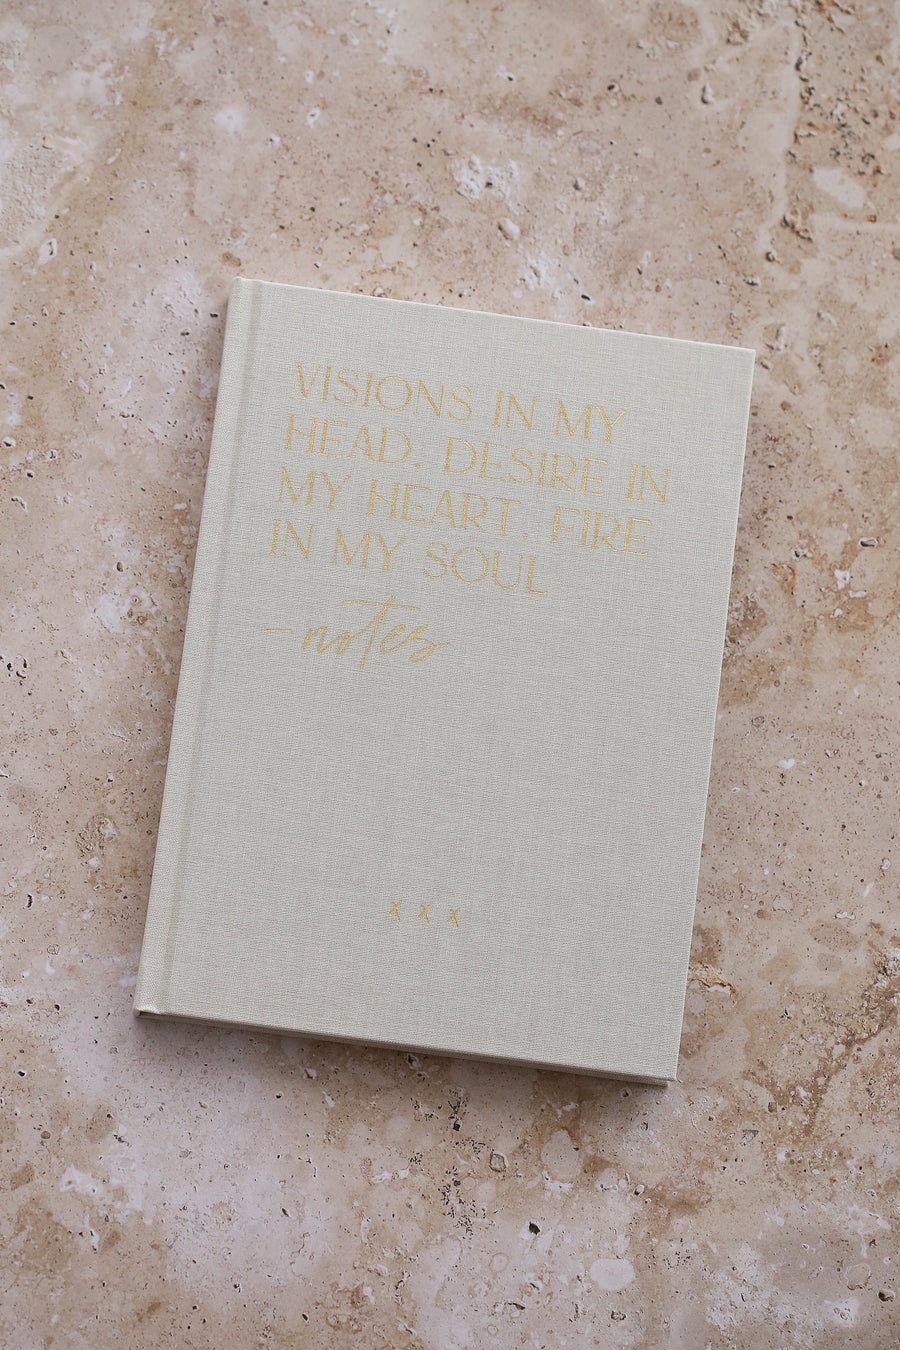 VISIONS IN MY
HEAD, DESIRE IN
MY HEART, FIRE
IN MY SOUL
–notes
x x x